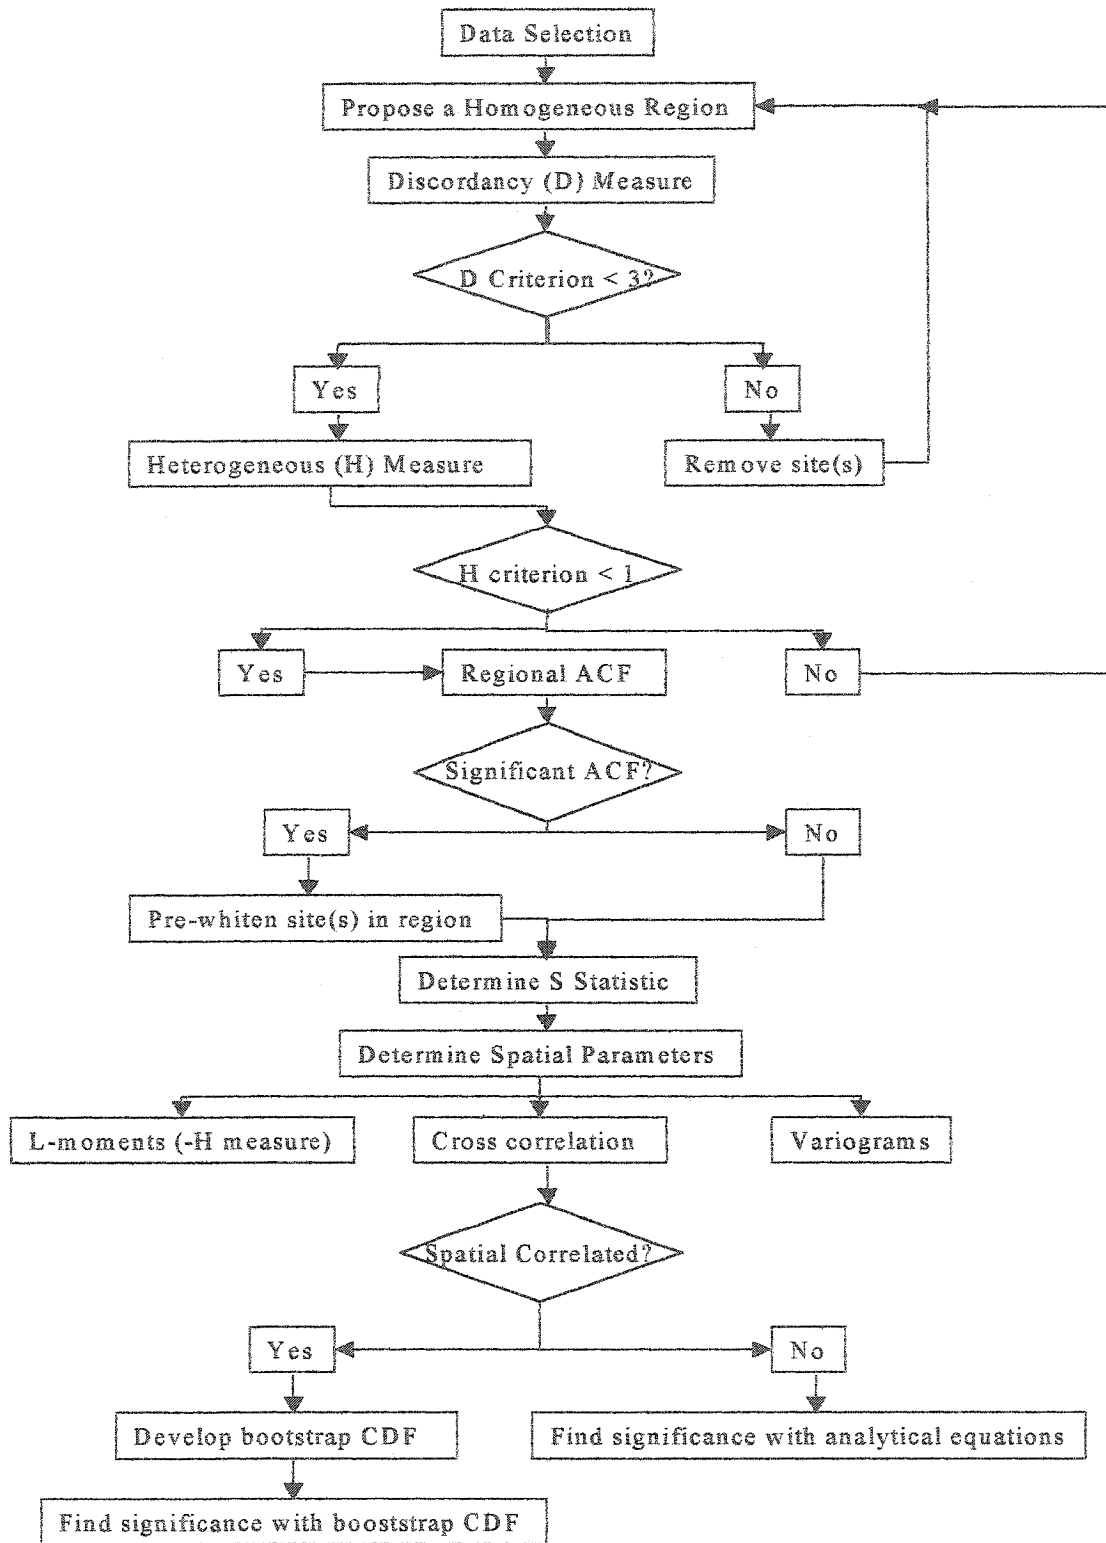 Data Selection
Propose a Homogeneous Region
Discordancy (D) Measure
D Criterion < 3?
Yes
No
Heterogeneous (H) Measure
Remove site(s)
H criterion < 1
Yes
Regional ACF
No
Significant ACF?
Yes
No
Pre-whiten site(s) in region
Determine S Statistic
Determine Spatial Parameters
L-moments (-H measure)
Cross correlation
Variograms
Spatial Correlated?
Yes
No
Develop bootstrap CDF
Find significance with analytical equations
Find significance with booststrap CDF